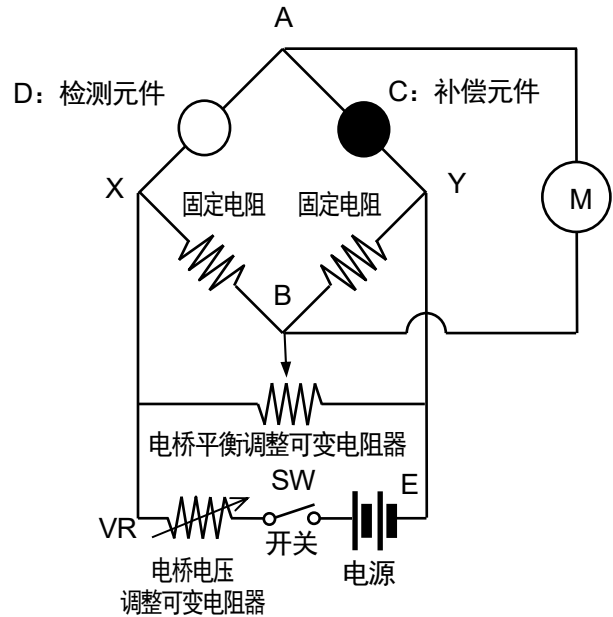 A
D：检测元件
C：补偿元件
X
Y
固定电阻
固定电阻
M
B
电桥平衡调整可变电阻器
SW
E
VR
开关
电桥电压
调整可变电阻器
电源